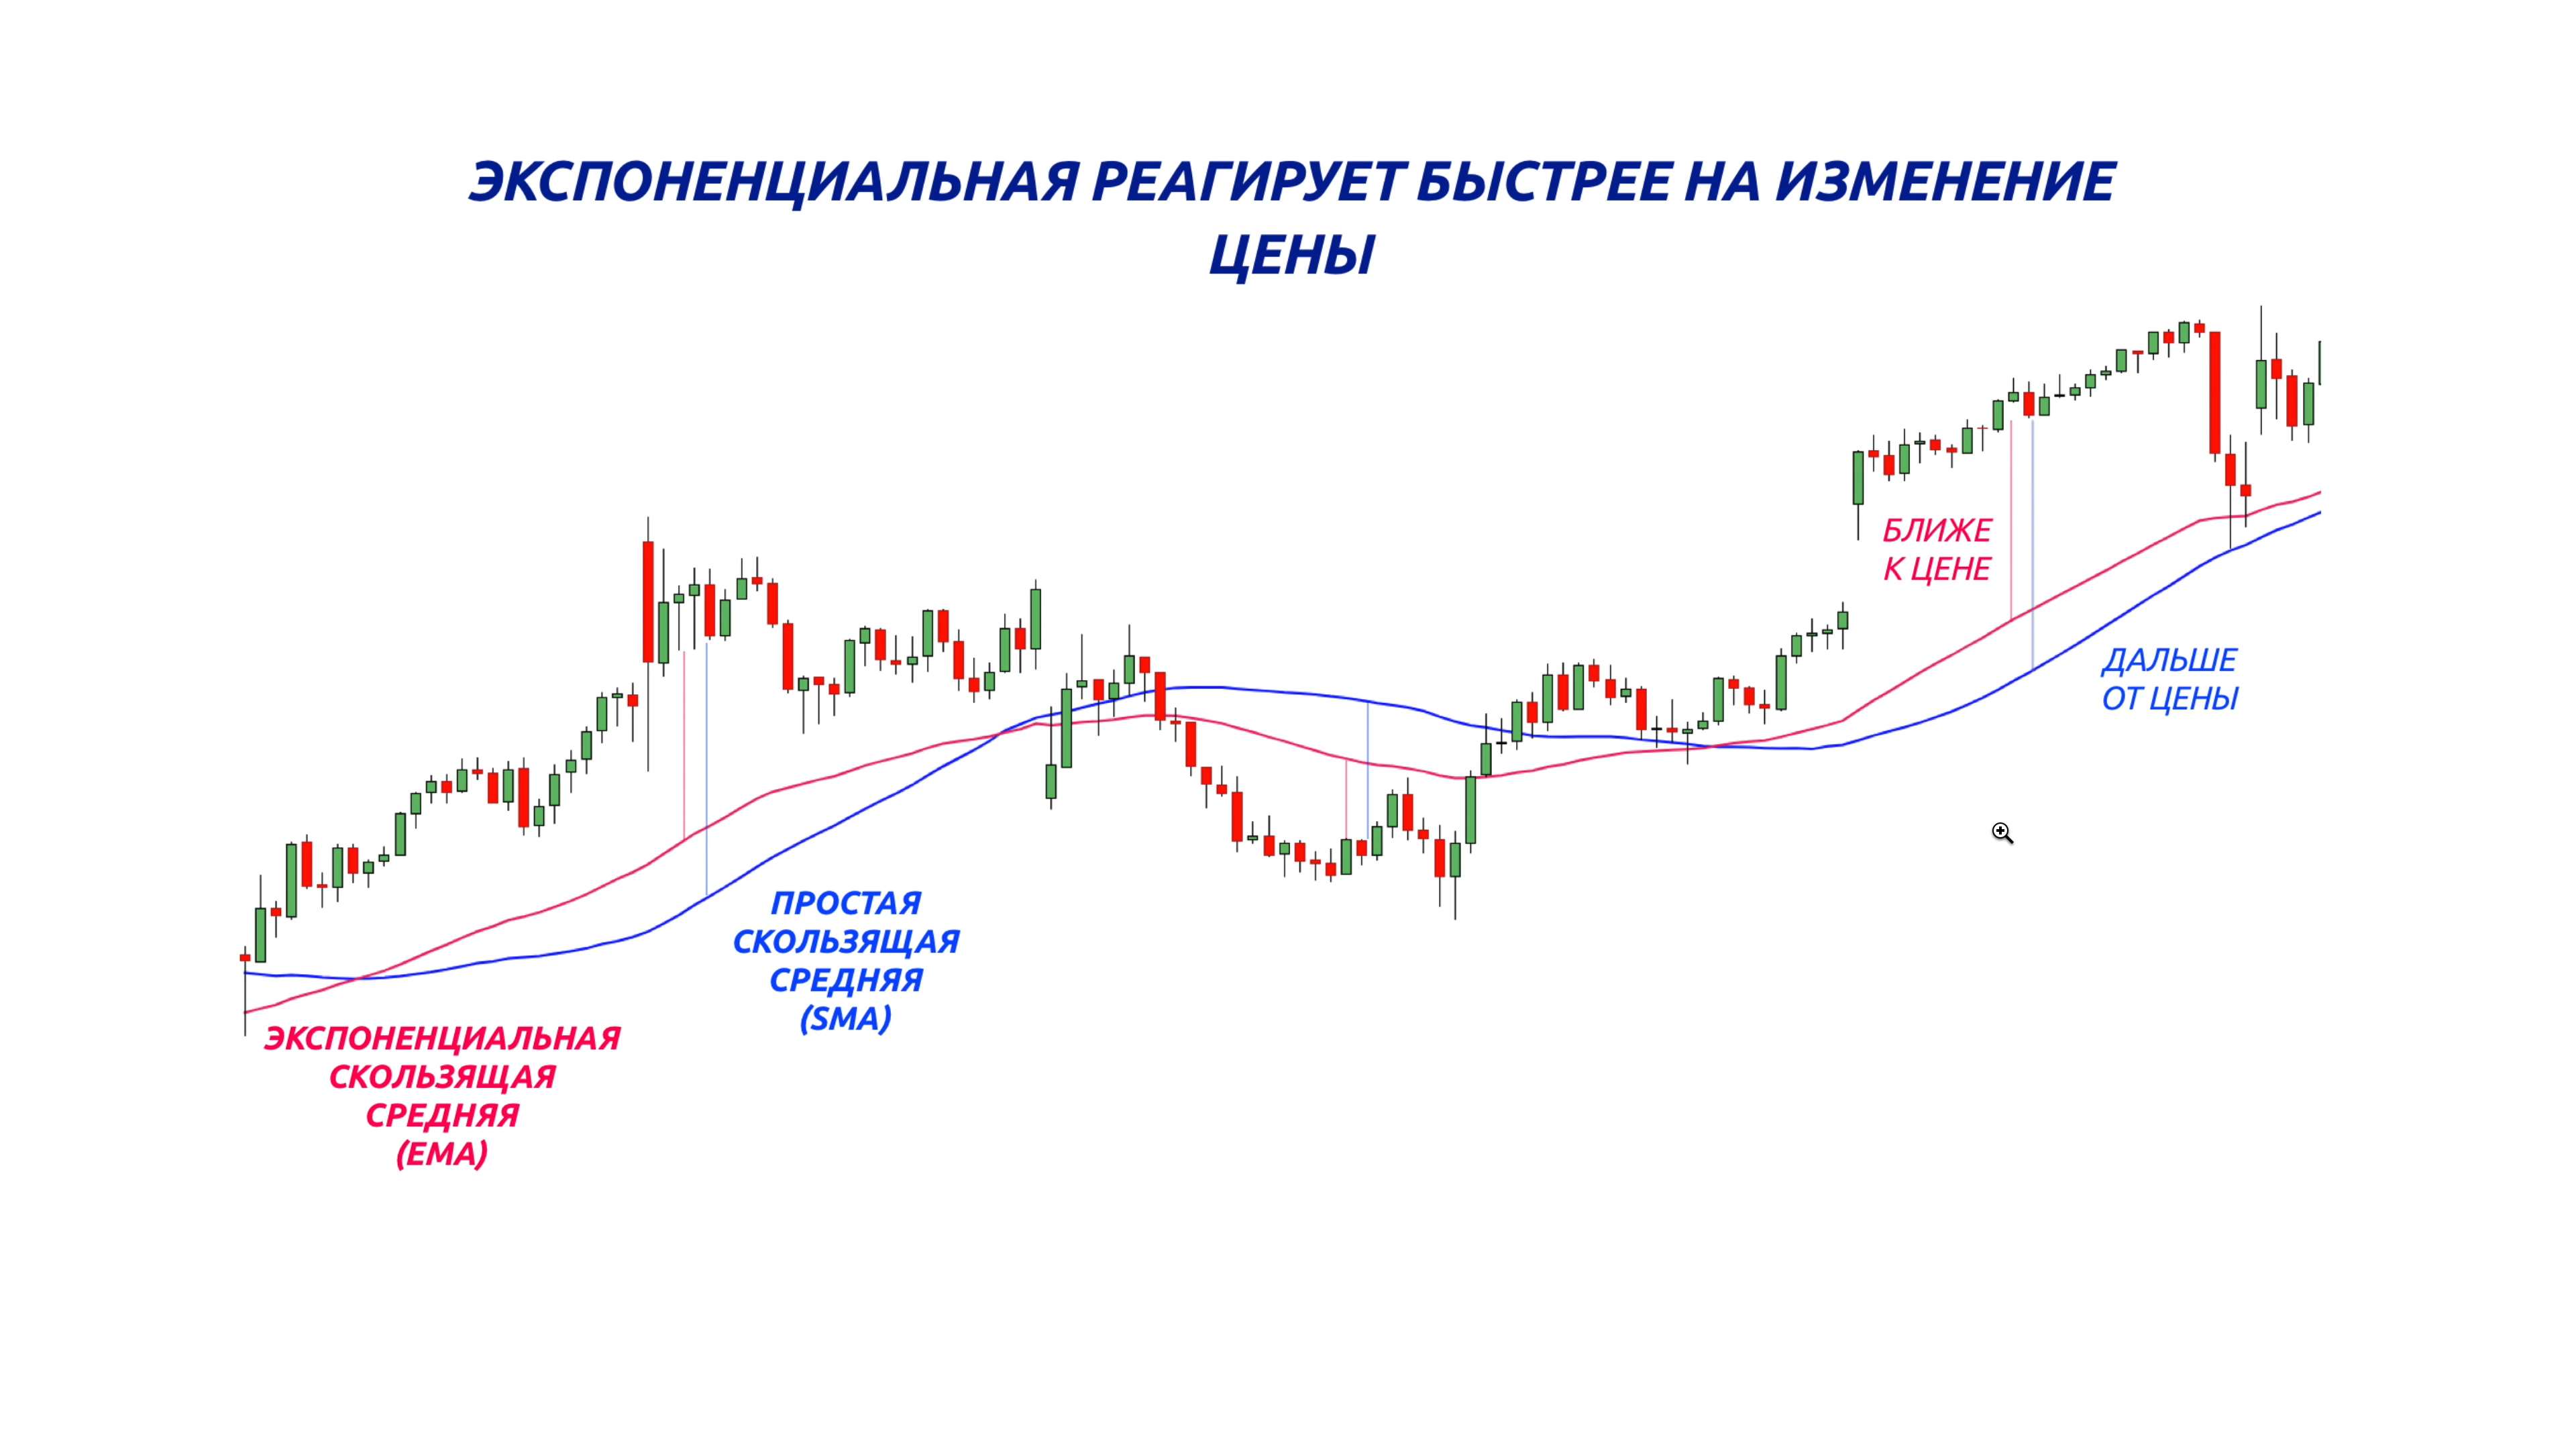 ЭКСПОНЕНЦИАЛЬНАЯ РЕАГИРУЕТ БЫСТРЕЕ НА ИЗМЕНЕНИЕ
ЦЕНЫ
БЛИЖЕ
К ЦЕНЕ
ДАЛЬШЕ
ОТ ЦЕНЫ
ПРОСТАЯ
СКОЛЬЗЯЩАЯ
СРЕДНЯЯ
(SMA)
ЭКСПОНЕНЦИАЛЬНАЯ
СКОЛЬЗЯЩАЯ
СРЕДНЯЯ
(EMA)